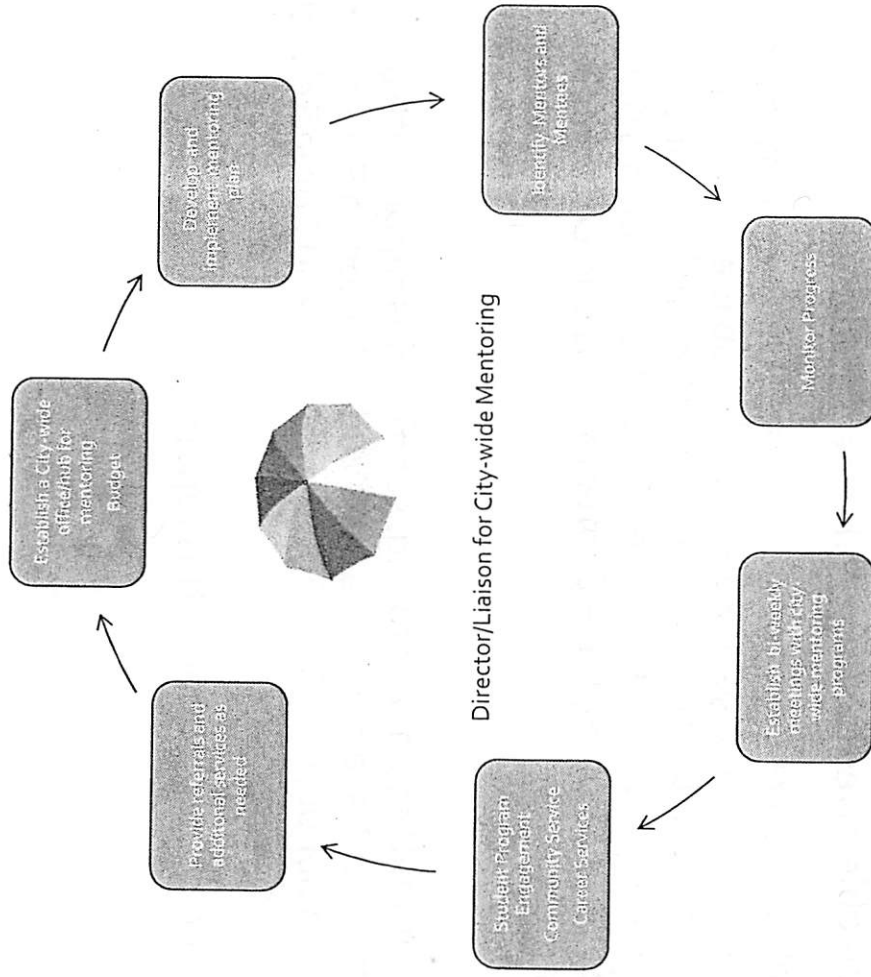 Establish a City-wide
office/hub for
mentoring
Budget
Develop and
implement mentoring
plan
Identify Mentors and
Mentees
Monitor Progress
Establish bi-weekly
meetings with city-
wide mentoring
programs
Student Program
Engagement
Community Service
Career Services
Provide referrals and
additional services as
needed
Director/Liaison for City-wide Mentoring